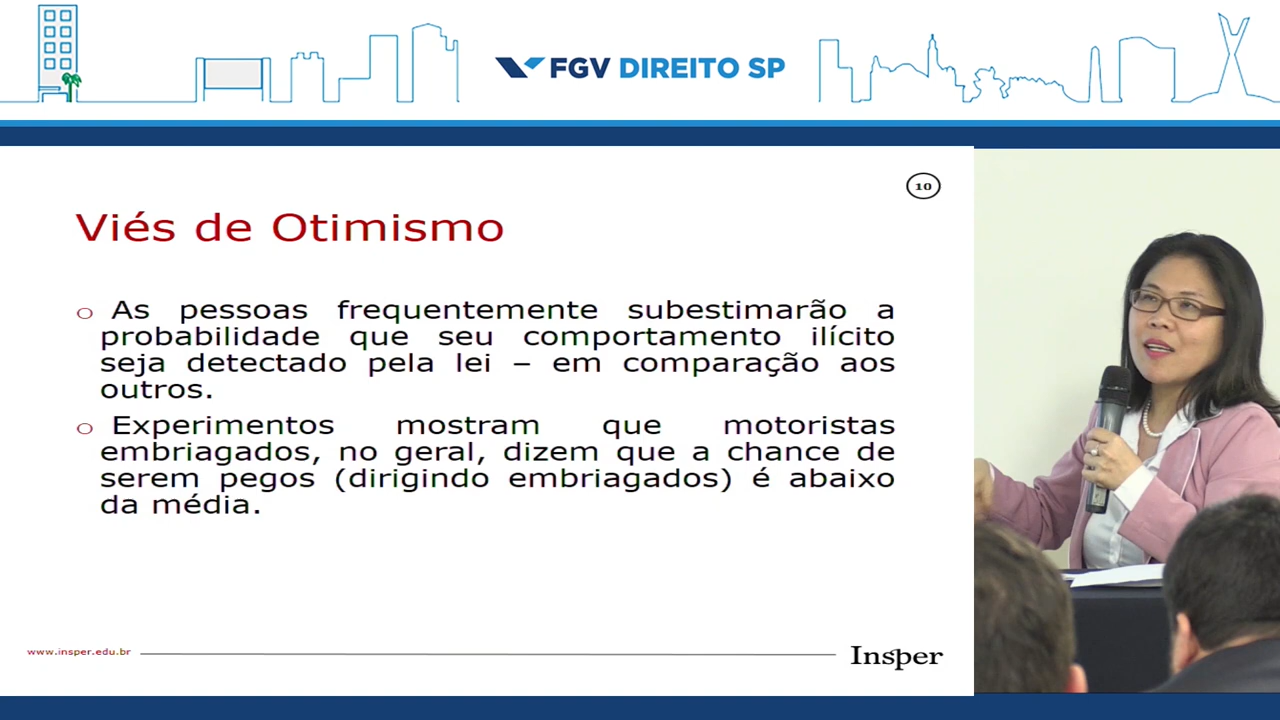 FGV DIREITO SP
10
Viés de Otimismo
As pessoas frequentemente subestimarão a
probabilidade que seu comportamento ilícito
seja detectado pela lei – em comparação aos
outros.
Experimentos mostram que motoristas
embriagados, no geral, dizem que a chance de
serem pegos (dirigindo embriagados) é abaixo
da média.
www.insper.edu.br
Insper